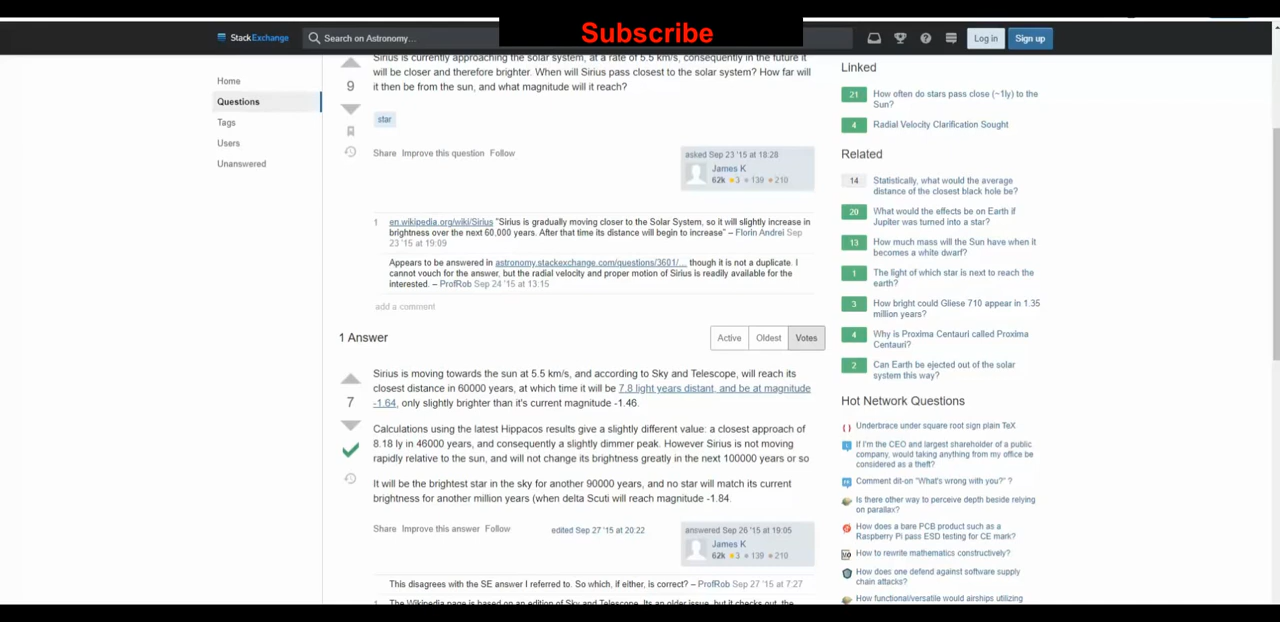 Subscribe
StackExchange
Search on Astronomy…
Log in
Sign up
Home
Questions
Tags
Users
Unanswered
Sirius is currently approaching the solar system, at a rate of 5.5 km/s, consequently in the future it
will be closer and therefore brighter. When will Sirius pass closest to the solar system? How far will
it then be from the sun, and what magnitude will it reach?
9
star
Share Improve this question Follow
asked Sep 23 '15 at 18:28
James K
62k 3 139 210
1 en.wikipedia.org/wiki/Sirius "Sirius is gradually moving closer to the Solar System, so it will slightly increase in
brightness over the next 60,000 years. After that time its distance will begin to increase" – Florin Andrei Sep
23 '15 at 19:09
Appears to be answered in astronomy.stackexchange.com/questions/3601/… though it is not a duplicate. I
cannot vouch for the answer, but the radial velocity and proper motion of Sirius is readily available for the
interested. – ProfRob Sep 24 '15 at 13:15
add a comment
1 Answer
Active Oldest Votes
Sirius is moving towards the sun at 5.5 km/s, and according to Sky and Telescope, will reach its
closest distance in 60000 years, at which time it will be 7.8 light years distant, and be at magnitude
-1.64, only slightly brighter than it's current magnitude -1.46.
7
Calculations using the latest Hippacos results give a slightly different value: a closest approach of
8.18 ly in 46000 years, and consequently a slightly dimmer peak. However Sirius is not moving
rapidly relative to the sun, and will not change its brightness greatly in the next 100000 years or so
It will be the brightest star in the sky for another 90000 years, and no star will match its current
brightness for another million years (when delta Scuti will reach magnitude -1.84.
Share Improve this answer Follow
edited Sep 27 '15 at 20:22
answered Sep 26 '15 at 19:05
James K
62k 3 139 210
This disagrees with the SE answer I referred to. So which, if either, is correct? – ProfRob Sep 27 '15 at 7:27
1 The Wikipedia page is based on an edition of Sky and Telescope. Its an older issue, but it checks out, the
Linked
21 How often do stars pass close (~1ly) to the
Sun?
4 Radial Velocity Clarification Sought
Related
14 Statistically, what would the average
distance of the closest black hole be?
20 What would the effects be on Earth if
Jupiter was turned into a star?
13 How much mass will the Sun have when it
becomes a white dwarf?
1 The light of which star is next to reach the
earth?
3 How bright could Gliese 710 appear in 1.35
million years?
4 Why is Proxima Centauri called Proxima
Centauri?
2 Can Earth be ejected out of the solar
system this way?
Hot Network Questions
Underbrace under square root sign plain TeX
If I'm the CEO and largest shareholder of a public
company, would taking anything from my office be
considered as a theft?
Comment dit-on "What's wrong with you?" ?
Is there other way to perceive depth beside relying
on parallax?
How does a bare PCB product such as a
Raspberry Pi pass ESD testing for CE mark?
How to rewrite mathematics constructively?
How does one defend against software supply
chain attacks?
How functional/versatile would airships utilizing